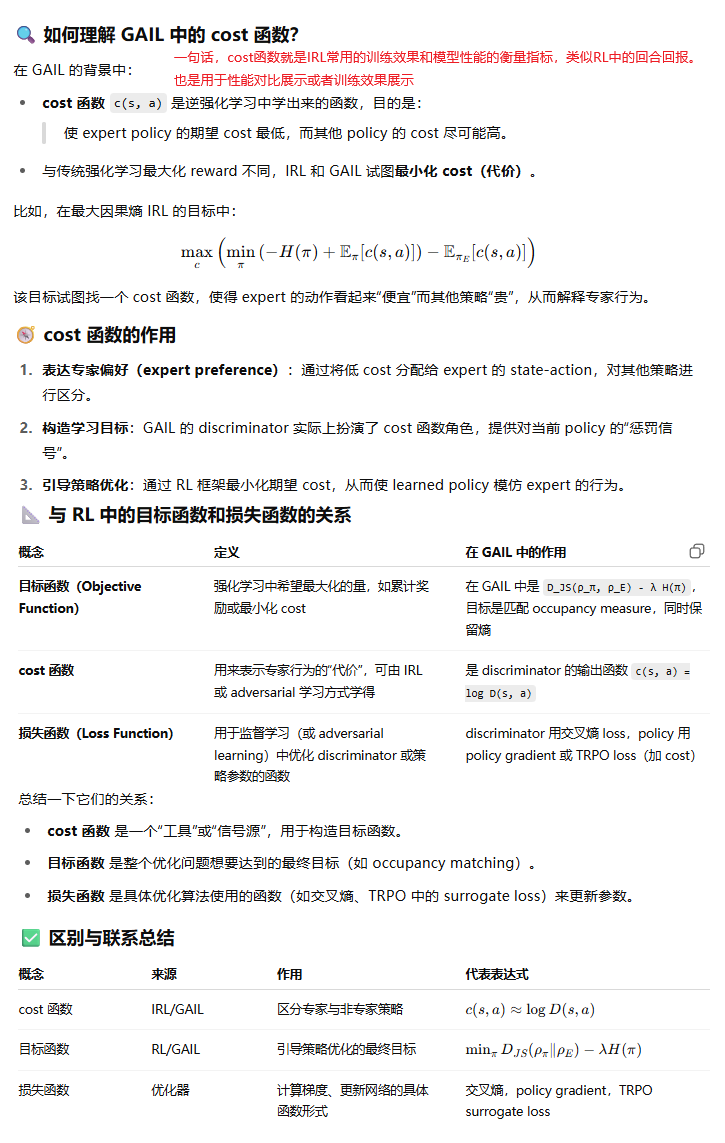 🔍 如何理解 GAIL 中的 cost 函数？
一句话，cost函数就是IRL常用的训练效果和模型性能的衡量指标，类似RL中的回合回报。
也是用于性能对比展示或者训练效果展示
在 GAIL 的背景中：
• cost 函数 c(s, a) 是逆强化学习中学出来的函数，目的是：
使 expert policy 的期望 cost 最低，而其他 policy 的 cost 尽可能高。
• 与传统强化学习最大化 reward 不同，IRL 和 GAIL 试图最小化 cost（代价）。
比如，在最大因果熵 IRL 的目标中：
max_c (min_π (−H(π) + 𝔼_π[c(s, a)]) − 𝔼_{π_E}[c(s, a)])
该目标试图找一个 cost 函数，使得 expert 的动作看起来“便宜”而其他策略“贵”，从而解释专家行为。
🧭 cost 函数的作用
1. 表达专家偏好（expert preference）：通过将低 cost 分配给 expert 的 state-action，对其他策略进
行区分。
2. 构造学习目标：GAIL 的 discriminator 实际上扮演了 cost 函数角色，提供对当前 policy 的“惩罚信
号”。
3. 引导策略优化：通过 RL 框架最小化期望 cost，从而使 learned policy 模仿 expert 的行为。
📐 与 RL 中的目标函数和损失函数的关系
概念 定义 在 GAIL 中的作用
目标函数（Objective
Function）
强化学习中希望最大化的量，如累计奖
励或最小化 cost
在 GAIL 中是 D_JS(ρ_π, ρ_E) - λ H(π)，
目标是匹配 occupancy measure，同时保
留熵
cost 函数
用来表示专家行为的“代价”，可由 IRL
或 adversarial 学习方式学得
是 discriminator 的输出函数 c(s, a) =
log D(s, a)
损失函数（Loss Function）
用于监督学习（或 adversarial
learning）中优化 discriminator 或策
略参数的函数
discriminator 用交叉熵 loss，policy 用
policy gradient 或 TRPO loss（加 cost）
总结一下它们的关系：
• cost 函数 是一个“工具”或“信号源”，用于构造目标函数。
• 目标函数 是整个优化问题想要达到的最终目标（如 occupancy matching）。
• 损失函数 是具体优化算法使用的函数（如交叉熵、TRPO 中的 surrogate loss）来更新参数。
✅ 区别与联系总结
概念 来源 作用 代表表达式
cost 函数 IRL/GAIL 区分专家与非专家策略 c(s, a) ≈ log D(s, a)
目标函数 RL/GAIL 引导策略优化的最终目标 min_π D_{JS}(ρ_π‖ρ_E) − λH(π)
损失函数 优化器
计算梯度、更新网络的具体
函数形式
交叉熵，policy gradient，TRPO
surrogate loss